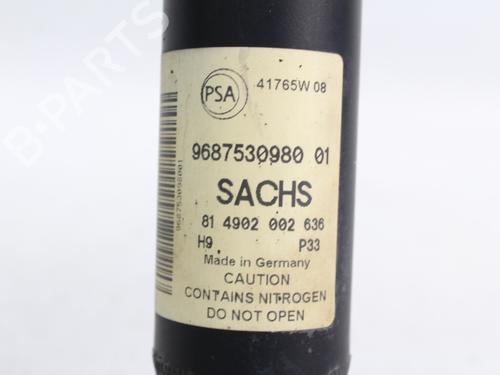 PSA
41765W 08
9687530980 01
SACHS
81 4902 002 636
H9 P33
Made in Germany
CAUTION
CONTAINS NITROGEN
DO NOT OPEN
968753098001
B-PARTS